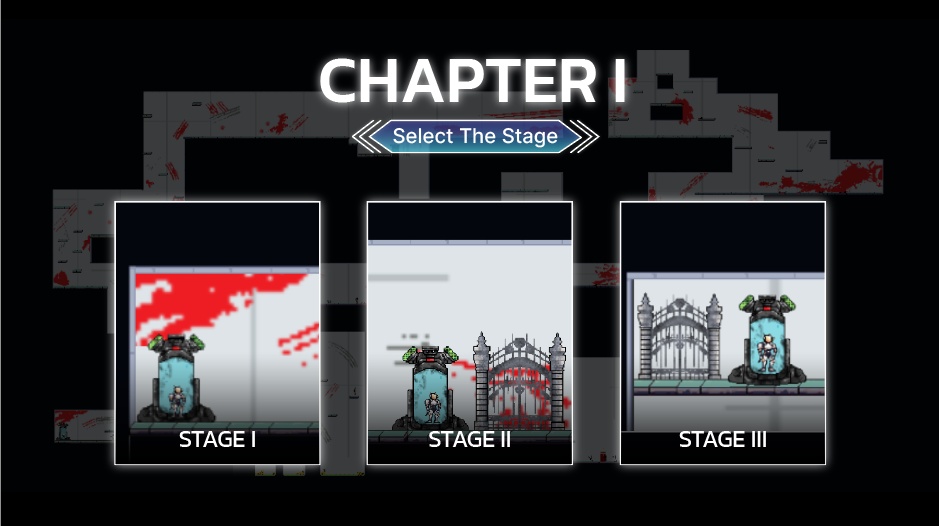 CHAPTER I
Select The Stage
STAGE I
STAGE II
STAGE III